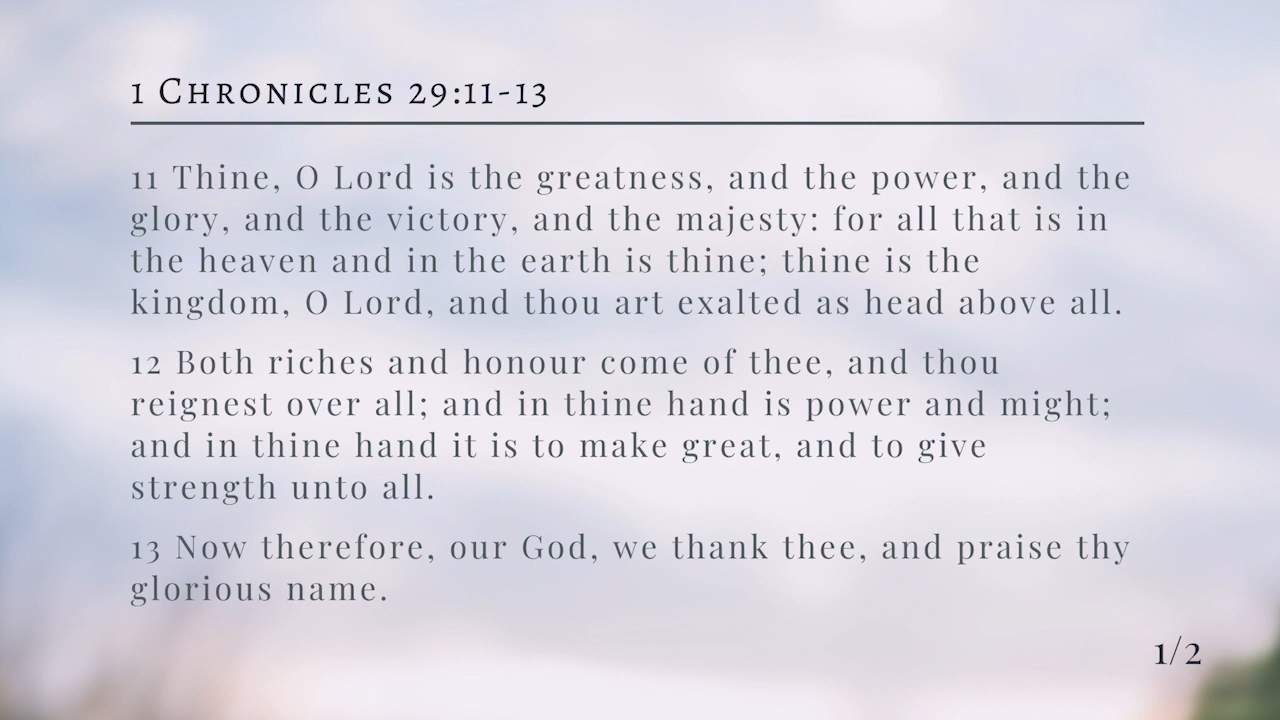 1 Chronicles 29:11-13
11 Thine, O Lord is the greatness, and the power, and the
glory, and the victory, and the majesty: for all that is in
the heaven and in the earth is thine; thine is the
kingdom, O Lord, and thou art exalted as head above all.
12 Both riches and honour come of thee, and thou
reignest over all; and in thine hand is power and might;
and in thine hand it is to make great, and to give
strength unto all.
13 Now therefore, our God, we thank thee, and praise thy
glorious name.
1/2